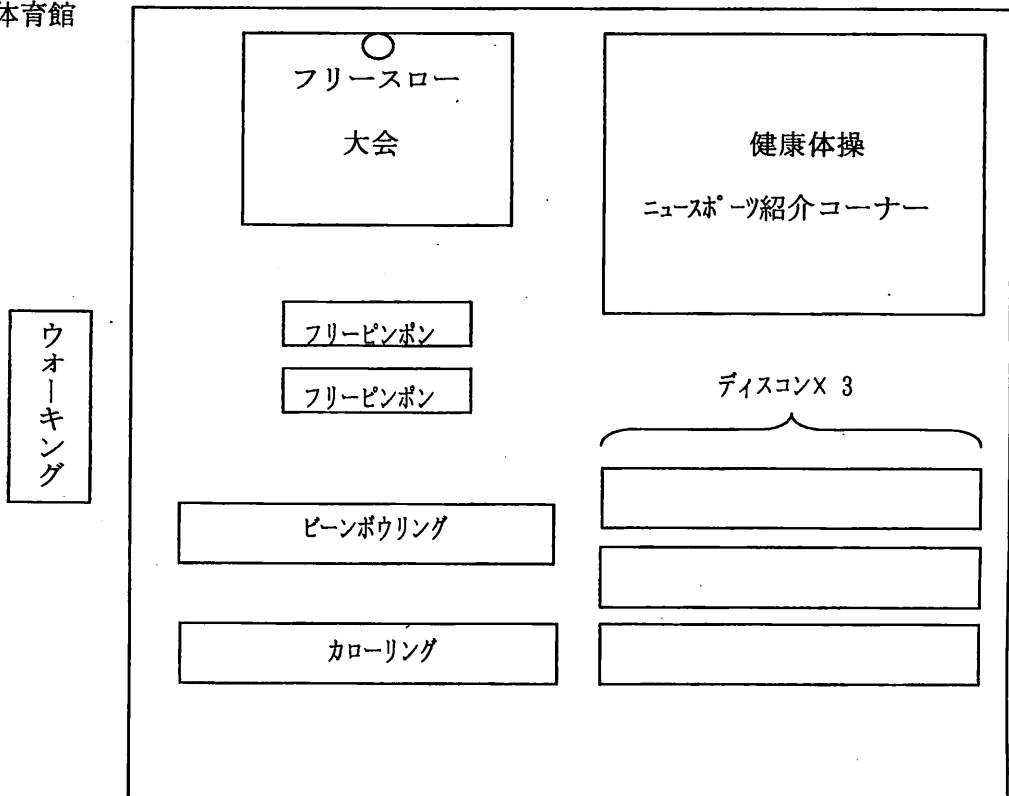 体育館
フリースロー
大会
健康体操
ニュースポーツ紹介コーナー
フリーピンポン
フリーピンポン
ウォーキング
ディスコン× 3
ビーンボウリング
カローリング